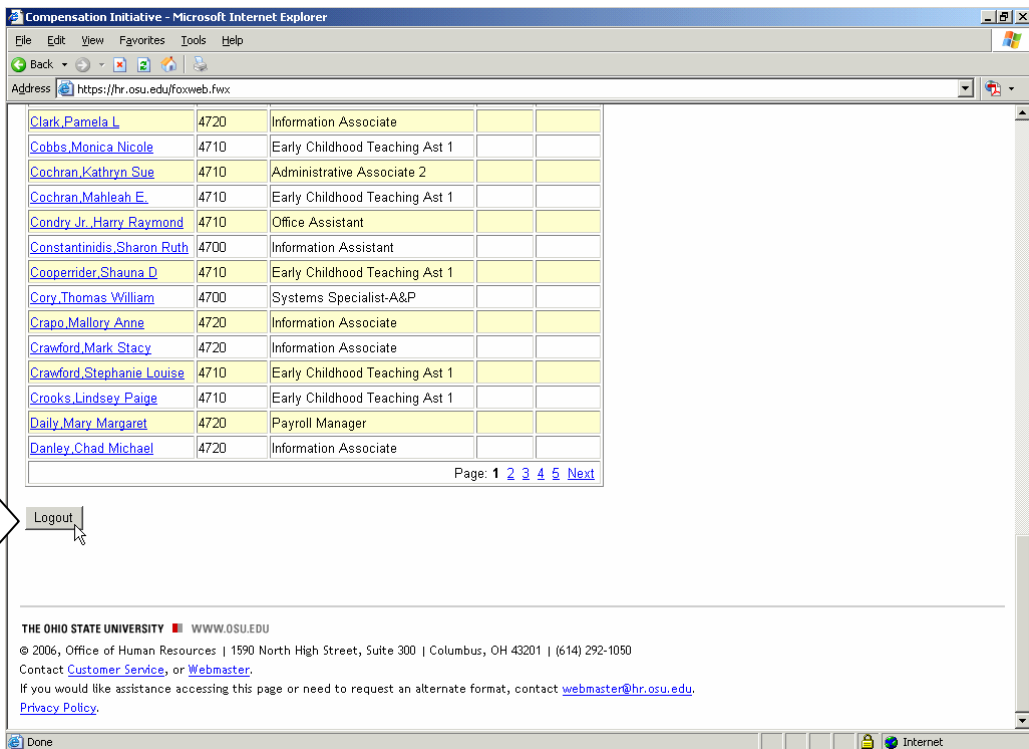 Compensation Initiative - Microsoft Internet Explorer
File Edit View Favorites Tools Help
Back
Address https://hr.osu.edu/foxweb.fwx
Clark,Pamela L 4720 Information Associate
Cobbs,Monica Nicole 4710 Early Childhood Teaching Ast 1
Cochran,Kathryn Sue 4710 Administrative Associate 2
Cochran,Mahleah E. 4710 Early Childhood Teaching Ast 1
Condry Jr.,Harry Raymond 4710 Office Assistant
Constantinidis,Sharon Ruth 4700 Information Assistant
Cooperrider,Shauna D 4710 Early Childhood Teaching Ast 1
Cory,Thomas William 4700 Systems Specialist-A&P
Crapo,Mallory Anne 4720 Information Associate
Crawford,Mark Stacy 4720 Information Associate
Crawford,Stephanie Louise 4710 Early Childhood Teaching Ast 1
Crooks,Lindsey Paige 4710 Early Childhood Teaching Ast 1
Daily,Mary Margaret 4720 Payroll Manager
Danley,Chad Michael 4720 Information Associate
Page: 1 2 3 4 5 Next
Logout
THE OHIO STATE UNIVERSITY WWW.OSU.EDU
© 2006, Office of Human Resources | 1590 North High Street, Suite 300 | Columbus, OH 43201 | (614) 292-1050
Contact Customer Service, or Webmaster.
If you would like assistance accessing this page or need to request an alternate format, contact webmaster@hr.osu.edu.
Privacy Policy.
Done Internet